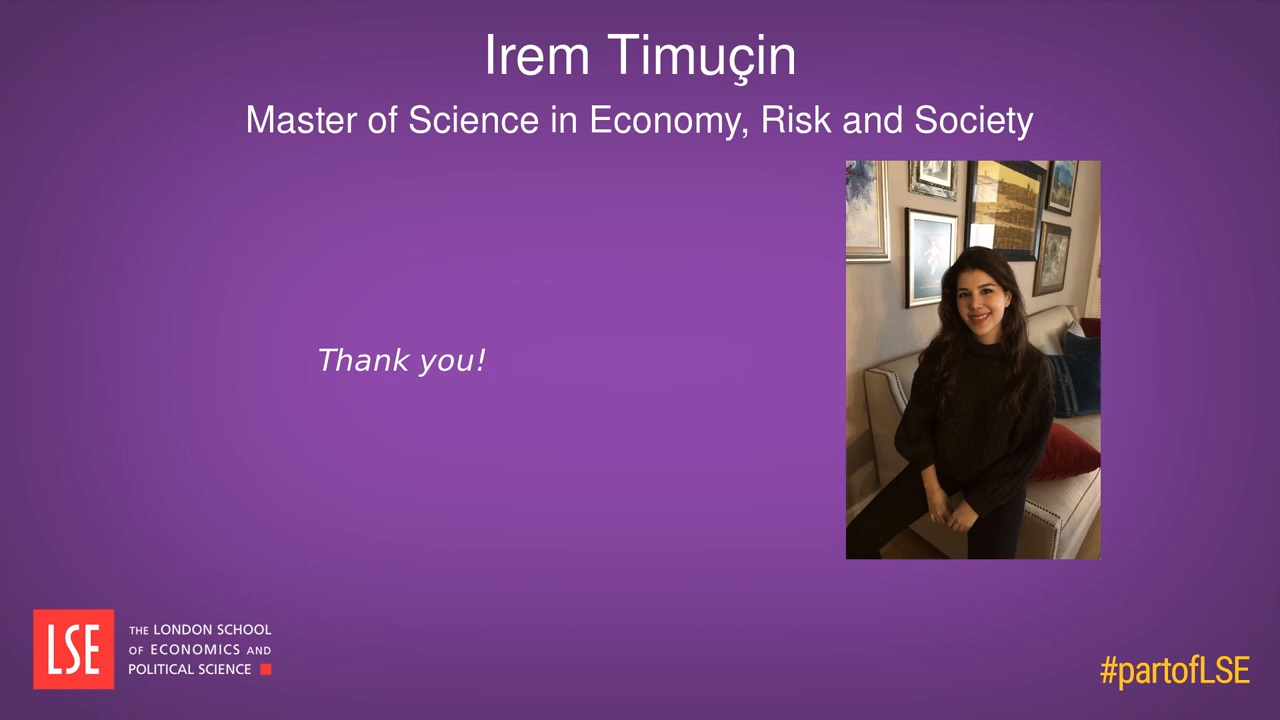 Irem Timuçin
Master of Science in Economy, Risk and Society
Thank you!
LSE
THE LONDON SCHOOL
OF ECONOMICS AND
POLITICAL SCIENCE
#partofLSE